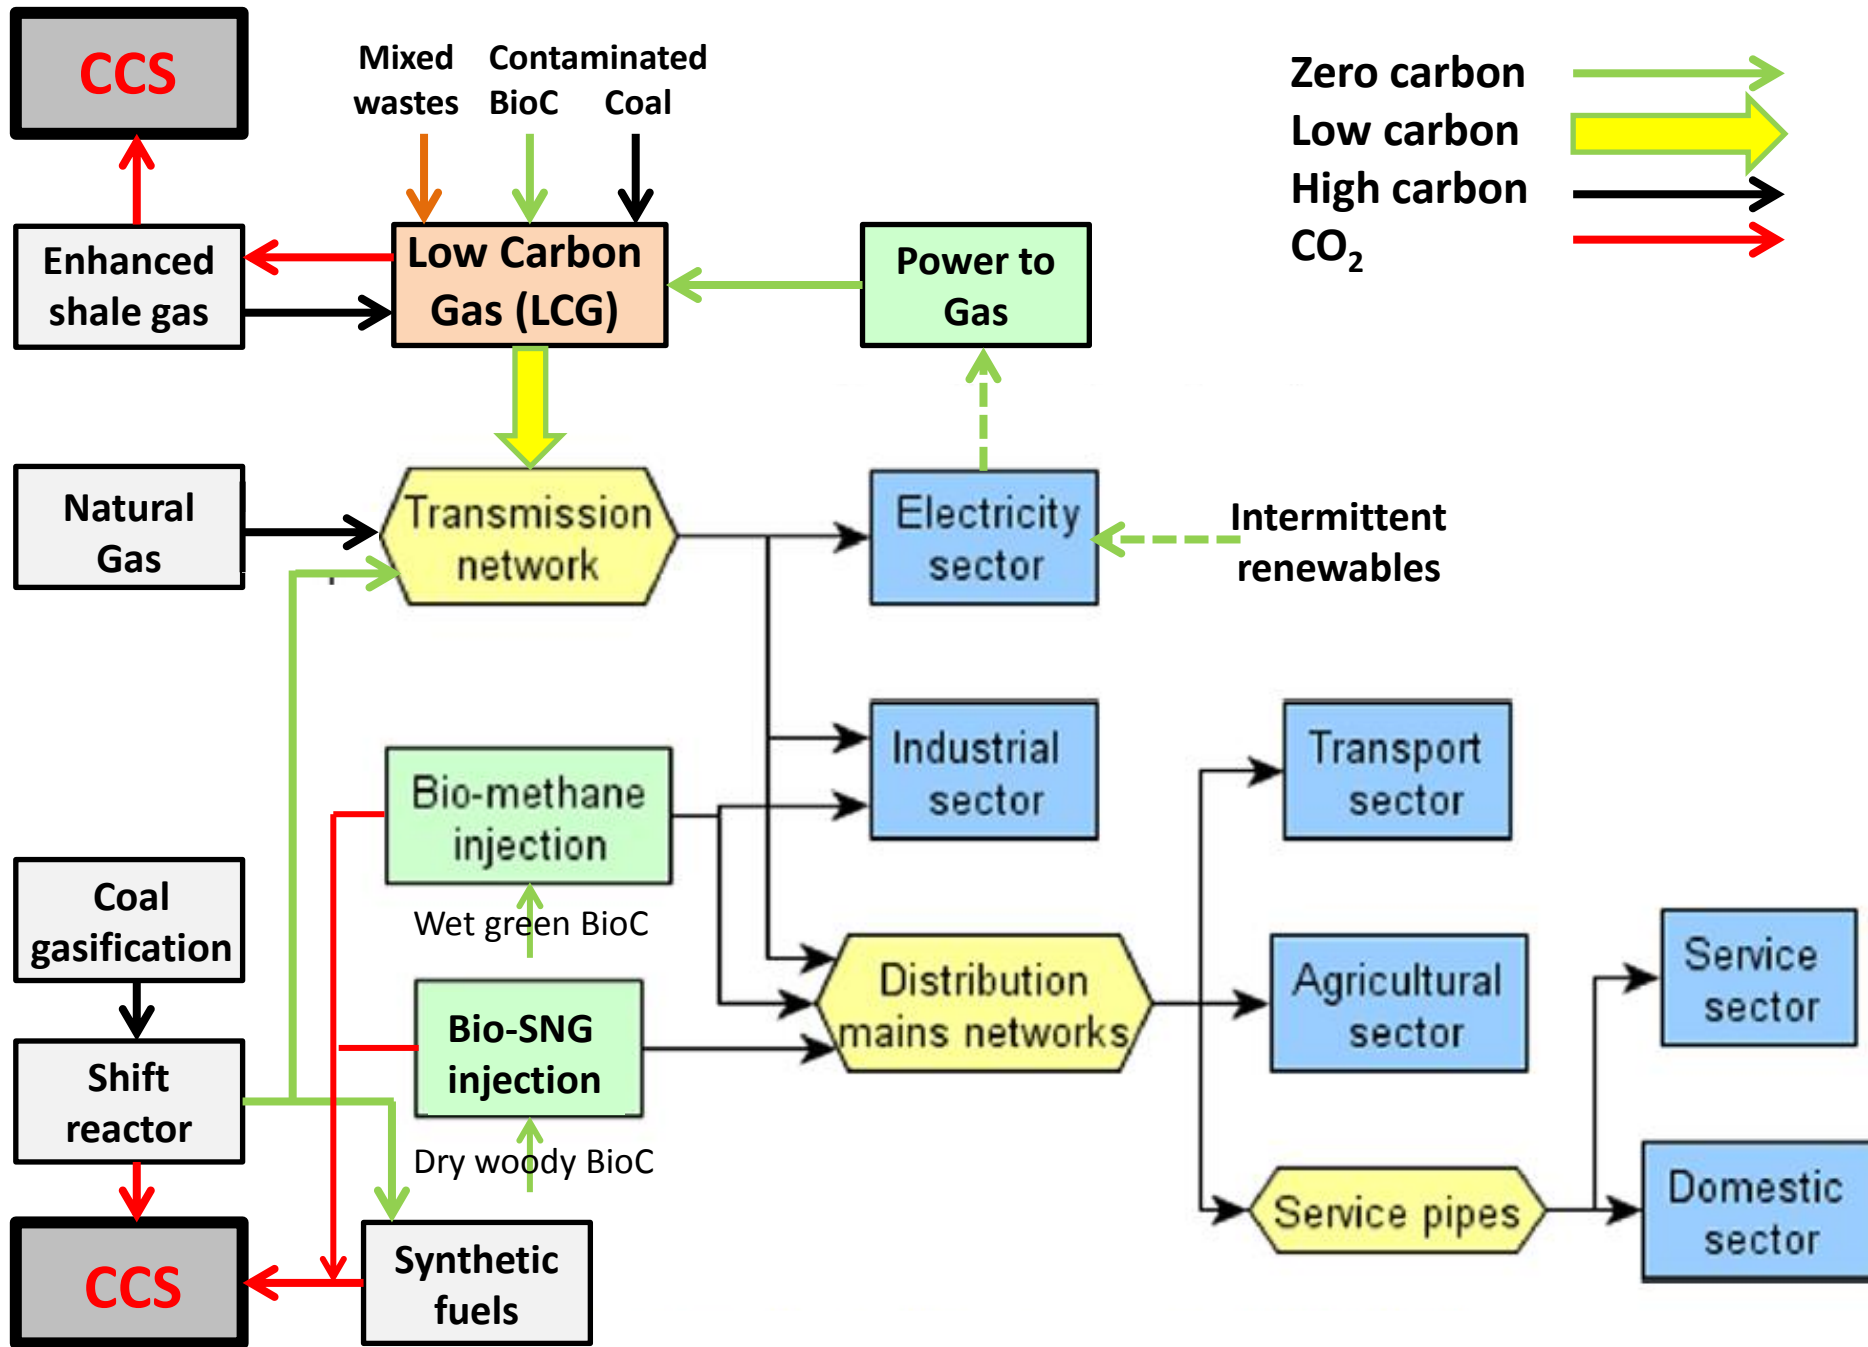 CCS
Mixed
wastes
Contaminated
BioC
Coal
Zero carbon
Low carbon
High carbon
CO₂
Enhanced
shale gas
Low Carbon
Gas (LCG)
Power to
Gas
Natural
Gas
Transmission
network
Electricity
sector
Intermittent
renewables
Bio-methane
injection
Industrial
sector
Transport
sector
Coal
gasification
Wet green BioC
Distribution
mains networks
Agricultural
sector
Service
sector
Shift
reactor
Bio-SNG
injection
Dry woody BioC
Service pipes
Domestic
sector
CCS
Synthetic
fuels